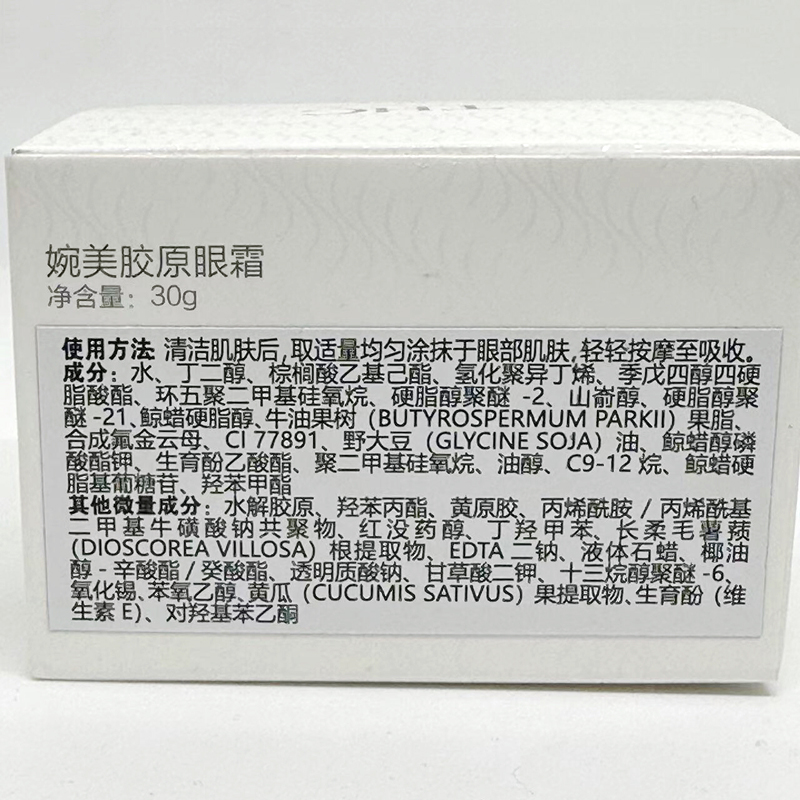 婉美胶原眼霜
净含量：30g
使用方法:清洁肌肤后,取适量均匀涂抹于眼部肌肤,轻轻按摩至吸收。
成分：水、丁二醇、棕榈酸乙基己酯、氢化聚异丁烯、季戊四醇四硬
脂酸酯、环五聚二甲基硅氧烷、硬脂醇聚醚 -2、山嵛醇、硬脂醇聚
醚 -21、鲸蜡硬脂醇、牛油果树（BUTYROSPERMUM PARKII）果脂、
合成氟金云母、CI 77891、野大豆（GLYCINE SOJA）油、鲸蜡醇磷
酸酯钾、生育酚乙酸酯、聚二甲基硅氧烷、油醇、C9-12 烷、鲸蜡硬
脂基葡糖苷、羟苯甲酯
其他微量成分：水解胶原、羟苯丙酯、黄原胶、丙烯酰胺 / 丙烯酰基
二甲基牛磺酸钠共聚物、红没药醇、丁羟甲苯、长柔毛薯蓣
(DIOSCOREA VILLOSA）根提取物、EDTA 二钠、液体石蜡、椰油
醇 - 辛酸酯 / 癸酸酯、透明质酸钠、甘草酸二钾、十三烷醇聚醚 -6、
氧化锡、苯氧乙醇、黄瓜（CUCUMIS SATIVUS）果提取物、生育酚（维
生素 E）、对羟基苯乙酮